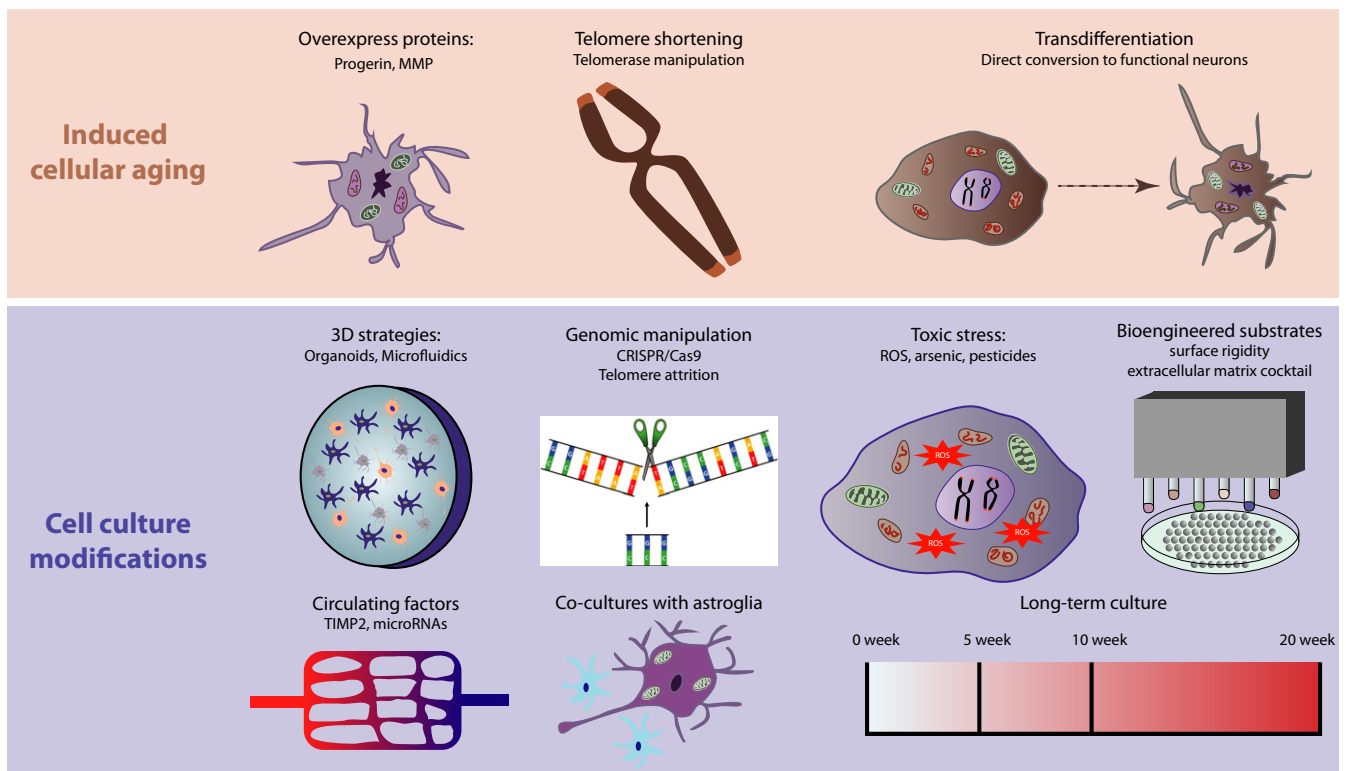 Induced
cellular aging
Overexpress proteins:
Progerin, MMP
Telomere shortening
Telomerase manipulation
Transdifferentiation
Direct conversion to functional neurons
Cell culture
modifications
3D strategies:
Organoids, Microfluidics
Genomic manipulation
CRISPR/Cas9
Telomere attrition
Toxic stress:
ROS, arsenic, pesticides
ROS
ROS
ROS
Bioengineered substrates
surface rigidity
extracellular matrix cocktail
Circulating factors
TIMP2, microRNAs
Co-cultures with astroglia
Long-term culture
0 week
5 week
10 week
20 week